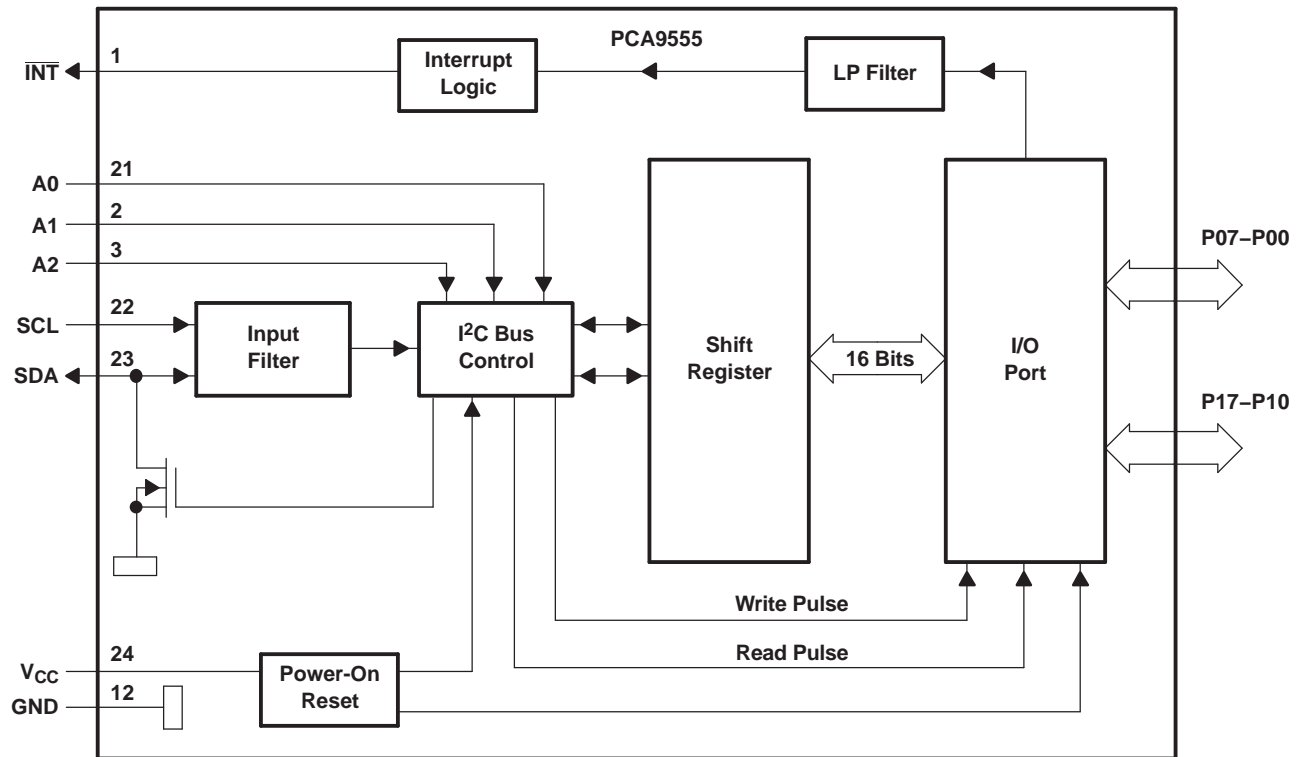 PCA9555
1
INT
Interrupt
Logic
LP Filter
21
A0
2
A1
3
A2
22
SCL
23
SDA
Input
Filter
I²C Bus
Control
Shift
Register
16 Bits
I/O
Port
P07–P00
P17–P10
Write Pulse
Read Pulse
24
VCC
12
GND
Power-On
Reset